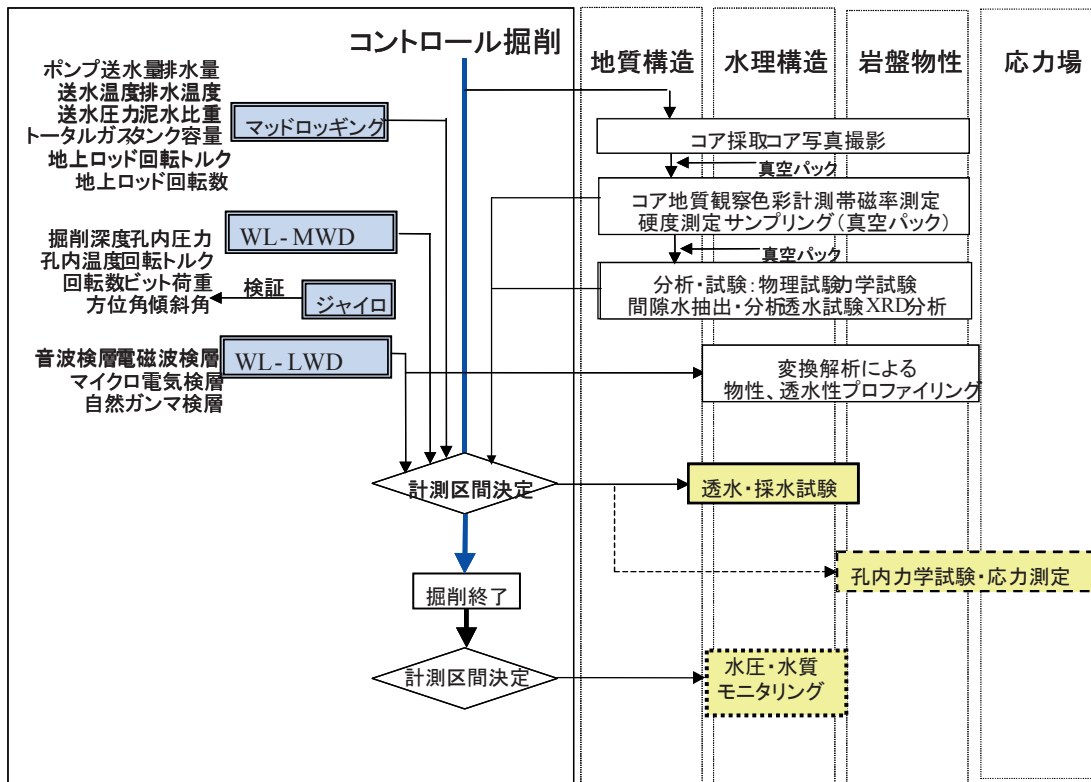 コントロール掘削
地質構造
水理構造
岩盤物性
応力場
ポンプ送水量排水量
送水温度排水温度
送水圧力泥水比重
トータルガスタンク容量
地上ロッド回転トルク
地上ロッド回転数
マッドロッギング
コア採取コア写真撮影
真空パック
コア地質観察色彩計測帯磁率測定
硬度測定サンプリング(真空パック)
真空パック
掘削深度孔内圧力
孔内温度回転トルク
回転数ビット荷重
方位角傾斜角
WL-MWD
検証
ジャイロ
分析・試験:物理試験力学試験
間隙水抽出・分析透水試験XRD分析
音波検層電磁波検層
マイクロ電気検層
自然ガンマ検層
WL-LWD
変換解析による
物性、透水性プロファイリング
計測区間決定
透水・採水試験
孔内力学試験・応力測定
掘削終了
計測区間決定
水圧・水質
モニタリング